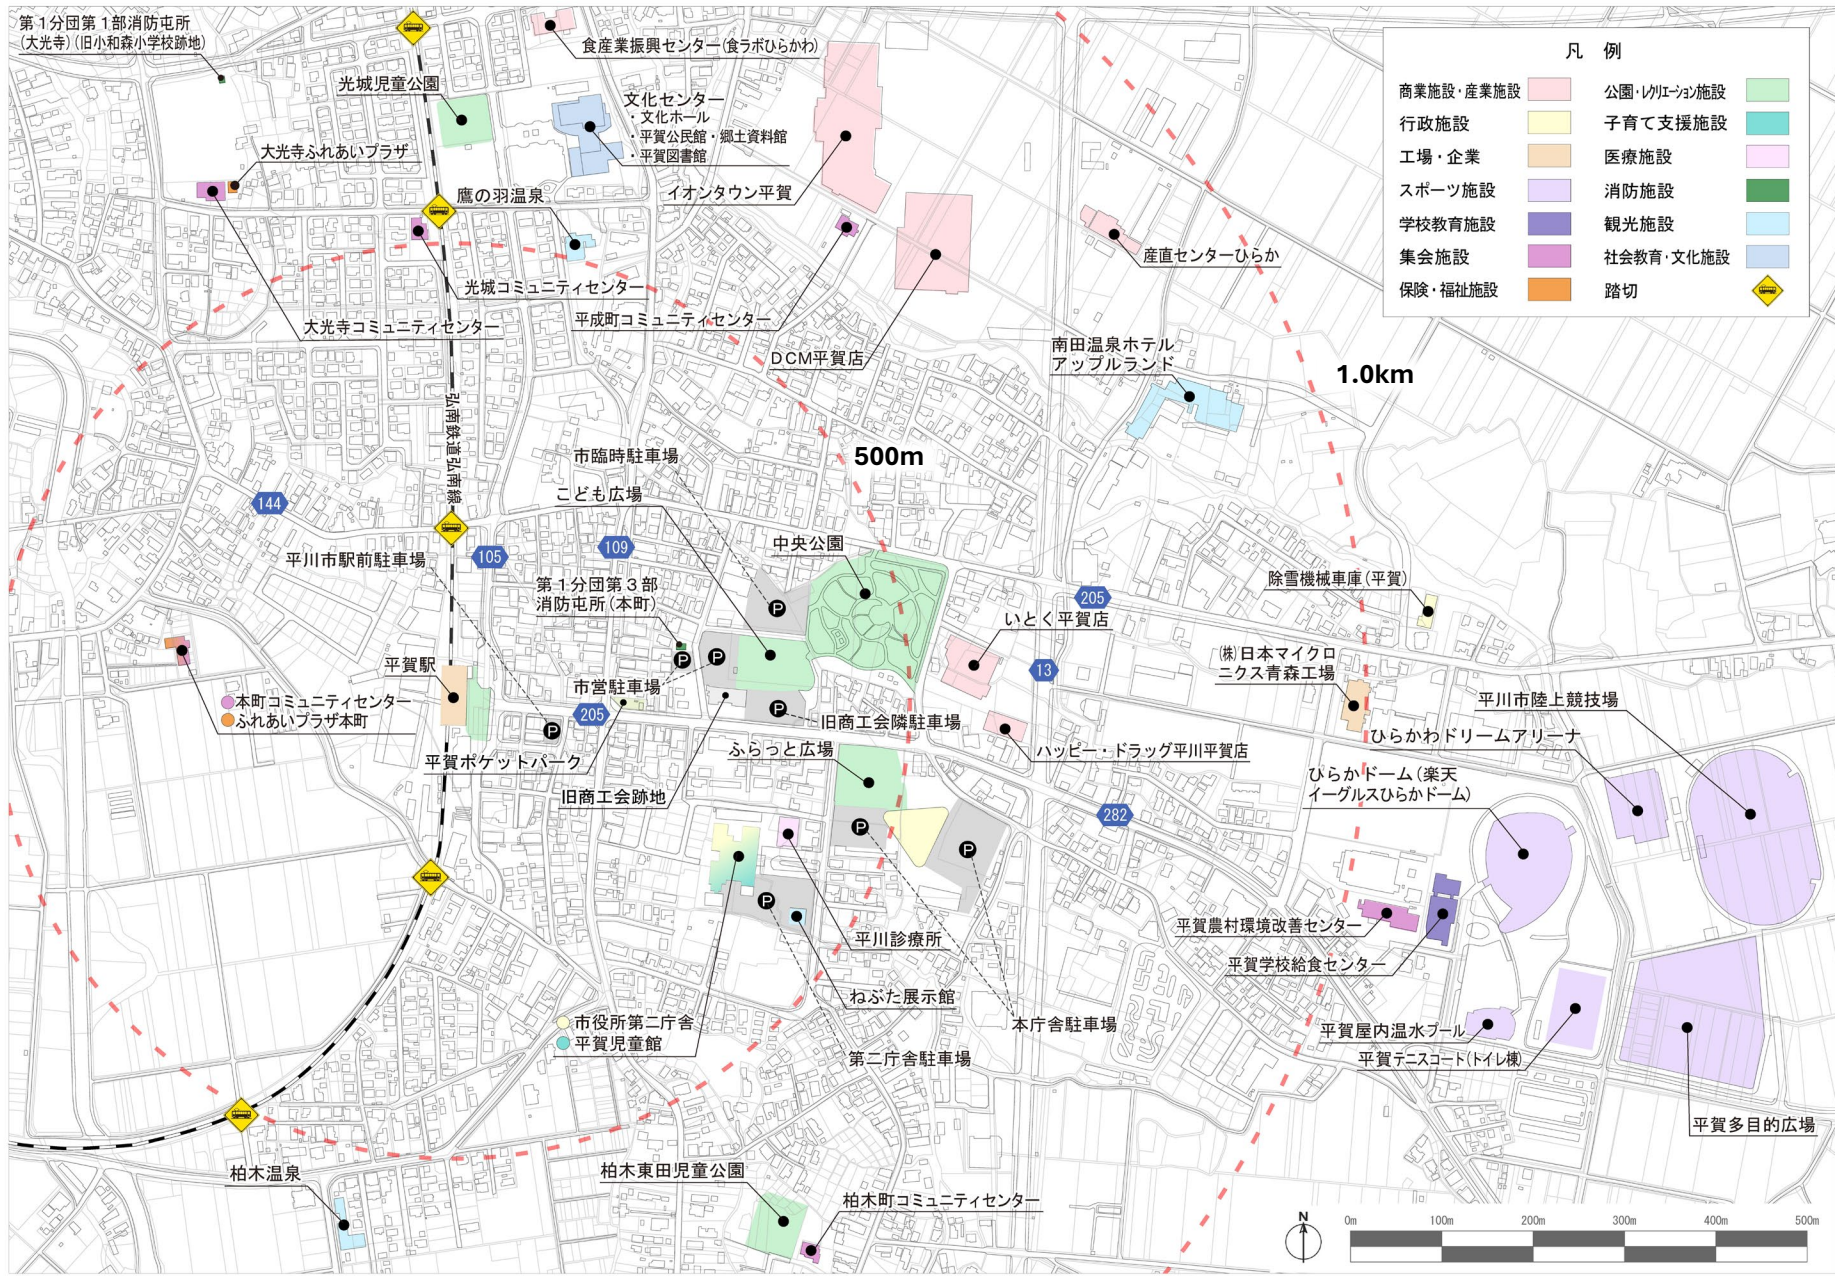 第１分団第１部消防屯所
（大光寺）（旧小和森小学校跡地）
食産業振興センター（食ラボひらかわ）
光城児童公園
文化センター
・文化ホール
・平賀公民館・郷土資料館
・平賀図書館
大光寺ふれあいプラザ
鷹の羽温泉
イオンタウン平賀
産直センターひらか
光城コミュニティセンター
大光寺コミュニティセンター
平成町コミュニティセンター
ＤＣＭ平賀店
南田温泉ホテル
アップルランド
凡 例
商業施設・産業施設
公園・レクリエーション施設
行政施設
子育て支援施設
工場・企業
医療施設
スポーツ施設
消防施設
学校教育施設
観光施設
集会施設
社会教育・文化施設
保険・福祉施設
踏切
1.0km
500m
弘南鉄道弘南線
市臨時駐車場
こども広場
144
105
109
205
平川市駅前駐車場
中央公園
第１分団第３部
消防屯所（本町）
いとく平賀店
除雪機械車庫（平賀）
P
P
P
P
P
13
平賀駅
市営駐車場
（株）日本マイクロ
ニクス青森工場
本町コミュニティセンター
ふれあいプラザ本町
205
旧商工会隣駐車場
平川市陸上競技場
平賀ポケットパーク
ふらっと広場
ハッピー・ドラッグ平川平賀店
ひらかわドリームアリーナ
旧商工会跡地
ひらかドーム（楽天
イーグルスひらかドーム）
282
P
P
P
平川診療所
平賀農村環境改善センター
平賀学校給食センター
ねぷた展示館
市役所第二庁舎
平賀児童館
本庁舎駐車場
第二庁舎駐車場
平賀屋内温水プール
平賀テニスコート（トイレ棟）
平賀多目的広場
柏木温泉
柏木東田児童公園
柏木町コミュニティセンター
N
0m 100m 200m 300m 400m 500m